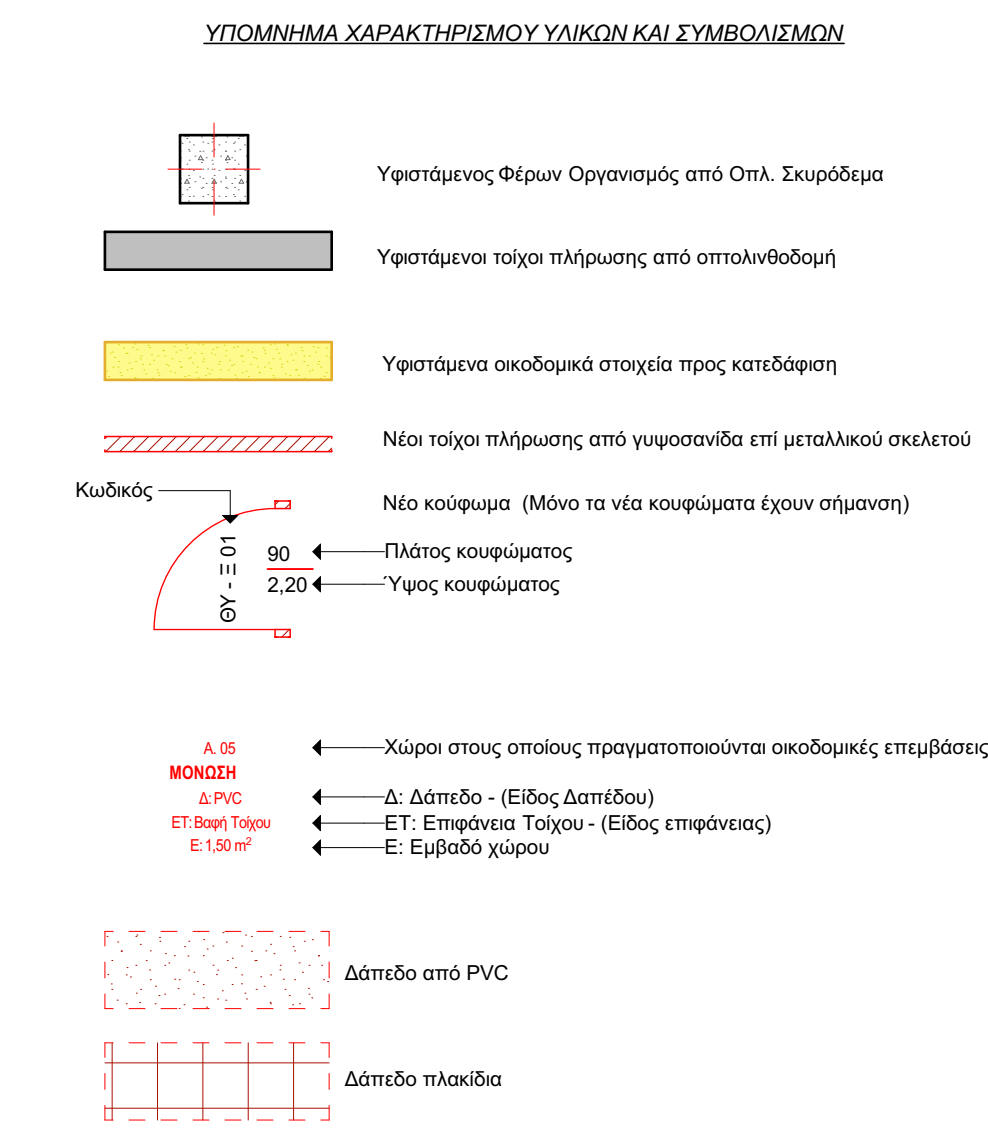 ΥΠΟΜΝΗΜΑ ΧΑΡΑΚΤΗΡΙΣΜΟΥ ΥΛΙΚΩΝ ΚΑΙ ΣΥΜΒΟΛΙΣΜΩΝ
Υφιστάμενος Φέρων Οργανισμός από Οπλ. Σκυρόδεμα
Υφιστάμενοι τοίχοι πλήρωσης από οπτολινθοδομή
Υφιστάμενα οικοδομικά στοιχεία προς κατεδάφιση
Νέοι τοίχοι πλήρωσης από γυψοσανίδα επί μεταλλικού σκελετού
Κωδικός
Νέο κούφωμα (Μόνο τα νέα κουφώματα έχουν σήμανση)
ΘΥ - Ξ 01
90
Πλάτος κουφώματος
2,20
Ύψος κουφώματος
Α. 05
Χώροι στους οποίους πραγματοποιούνται οικοδομικές επεμβάσεις
ΜΟΝΩΣΗ
Δ: PVC
Δ: Δάπεδο - (Είδος Δαπέδου)
ΕΤ: Βαφή Τοίχου
ΕΤ: Επιφάνεια Τοίχου - (Είδος επιφάνειας)
Ε: 1,50 m²
Ε: Εμβαδό χώρου
Δάπεδο από PVC
Δάπεδο πλακίδια